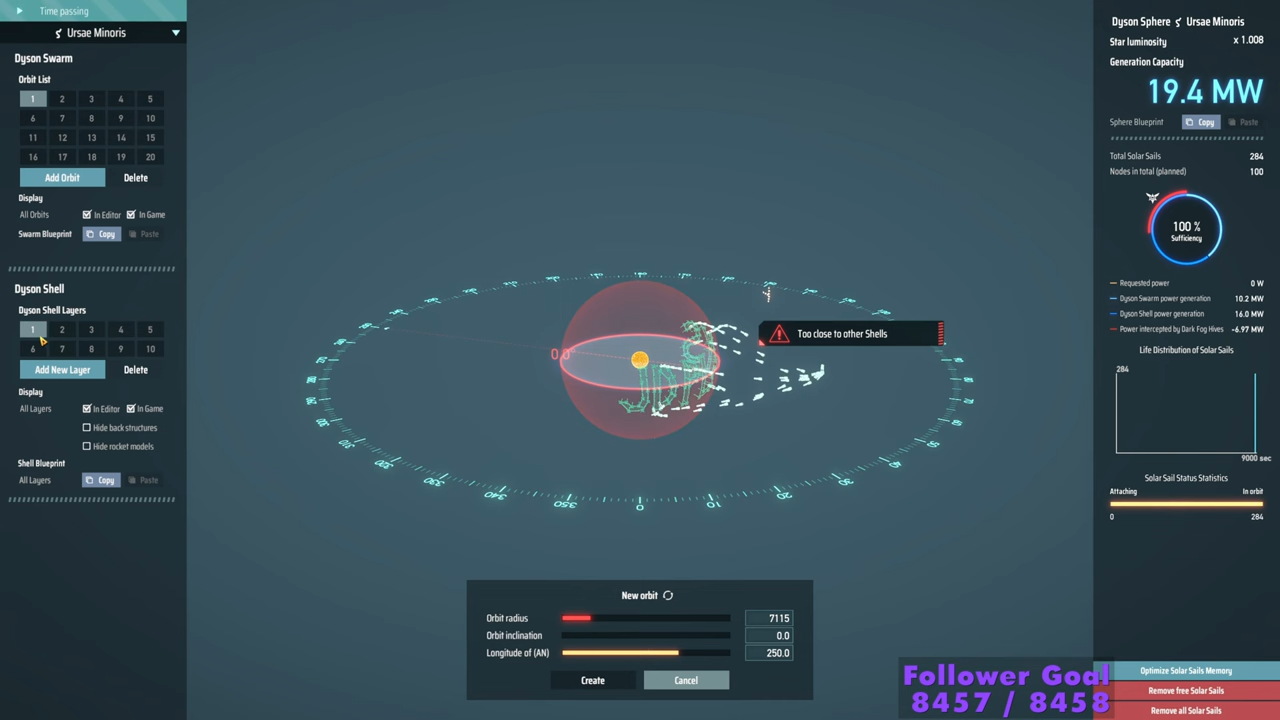 Time passing
Ursae Minoris
Dyson Swarm
Orbit List
1 2 3 4 5
6 7 8 9 10
11 12 13 14 15
16 17 18 19 20
Add Orbit Delete
Display
All Orbits In Editor In Game
Swarm Blueprint Copy Paste
Dyson Shell
Dyson Shell Layers
1 2 3 4 5
6 7 8 9 10
Add New Layer Delete
Display
All Layers In Editor In Game
Hide back structures
Hide rocket models
Shell Blueprint
All Layers Copy Paste
Too close to other Shells
0.0°
350 0 10
340 20
30
New orbit
Orbit radius 7115
Orbit inclination 0.0
Longitude of (AN) 250.0
Create Cancel
Dyson Sphere Ursae Minoris
Star luminosity x 1.008
Generation Capacity
19.4 MW
Sphere Blueprint Copy Paste
Total Solar Sails 284
Nodes in total (planned) 100
100 %
Sufficiency
Requested power 0 W
Dyson Swarm power generation 10.2 MW
Dyson Shell power generation 16.0 MW
Power intercepted by Dark Fog Hives -6.97 MW
Life Distribution of Solar Sails
284
9000 sec
Solar Sail Status Statistics
Attaching In orbit
0 284
Follower Goal
8457 / 8458
Optimize Solar Sails Memory
Remove free Solar Sails
Remove all Solar Sails